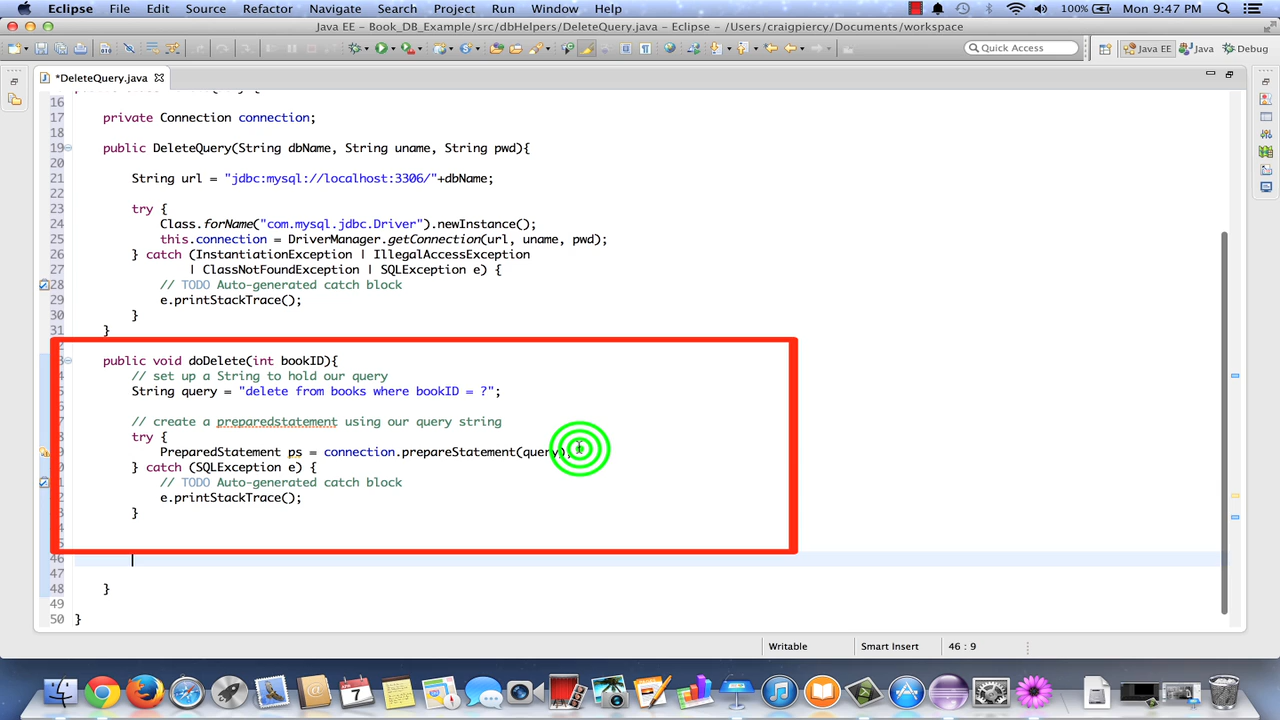 Eclipse File Edit Source Refactor Navigate Search Project Run Window Help 100% Mon 9:47 PM
Java EE - Book_DB_Example/src/dbHelpers/DeleteQuery.java - Eclipse - /Users/craigpiercy/Documents/workspace
Quick Access Java EE Java Debug
*DeleteQuery.java
16
17 private Connection connection;
18
19 public DeleteQuery(String dbName, String uname, String pwd){
20
21 String url = "jdbc:mysql://localhost:3306/"+dbName;
22
23 try {
24 Class.forName("com.mysql.jdbc.Driver").newInstance();
25 this.connection = DriverManager.getConnection(url, uname, pwd);
26 } catch (InstantiationException | IllegalAccessException
27 | ClassNotFoundException | SQLException e) {
28 // TODO Auto-generated catch block
29 e.printStackTrace();
30 }
31 }
public void doDelete(int bookID){
// set up a String to hold our query
String query = "delete from books where bookID = ?";
// create a preparedstatement using our query string
try {
PreparedStatement ps = connection.prepareStatement(query);
} catch (SQLException e) {
// TODO Auto-generated catch block
e.printStackTrace();
}
46
47
48 }
49
50 }
Writable Smart Insert 46 : 9
7